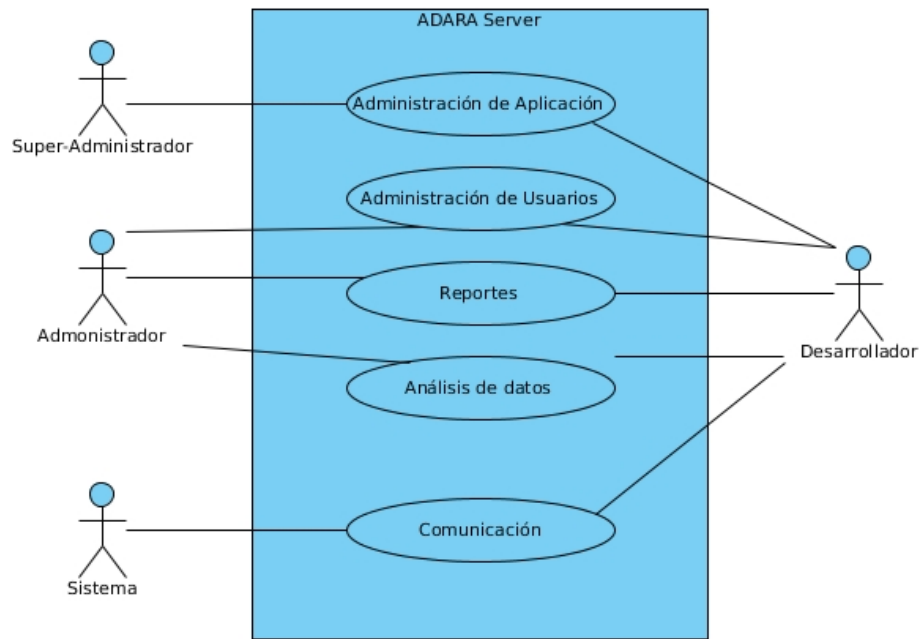 ADARA Server
Administración de Aplicación
Super-Administrador
Administración de Usuarios
Reportes
Admonistrador
Desarrollador
Análisis de datos
Comunicación
Sistema